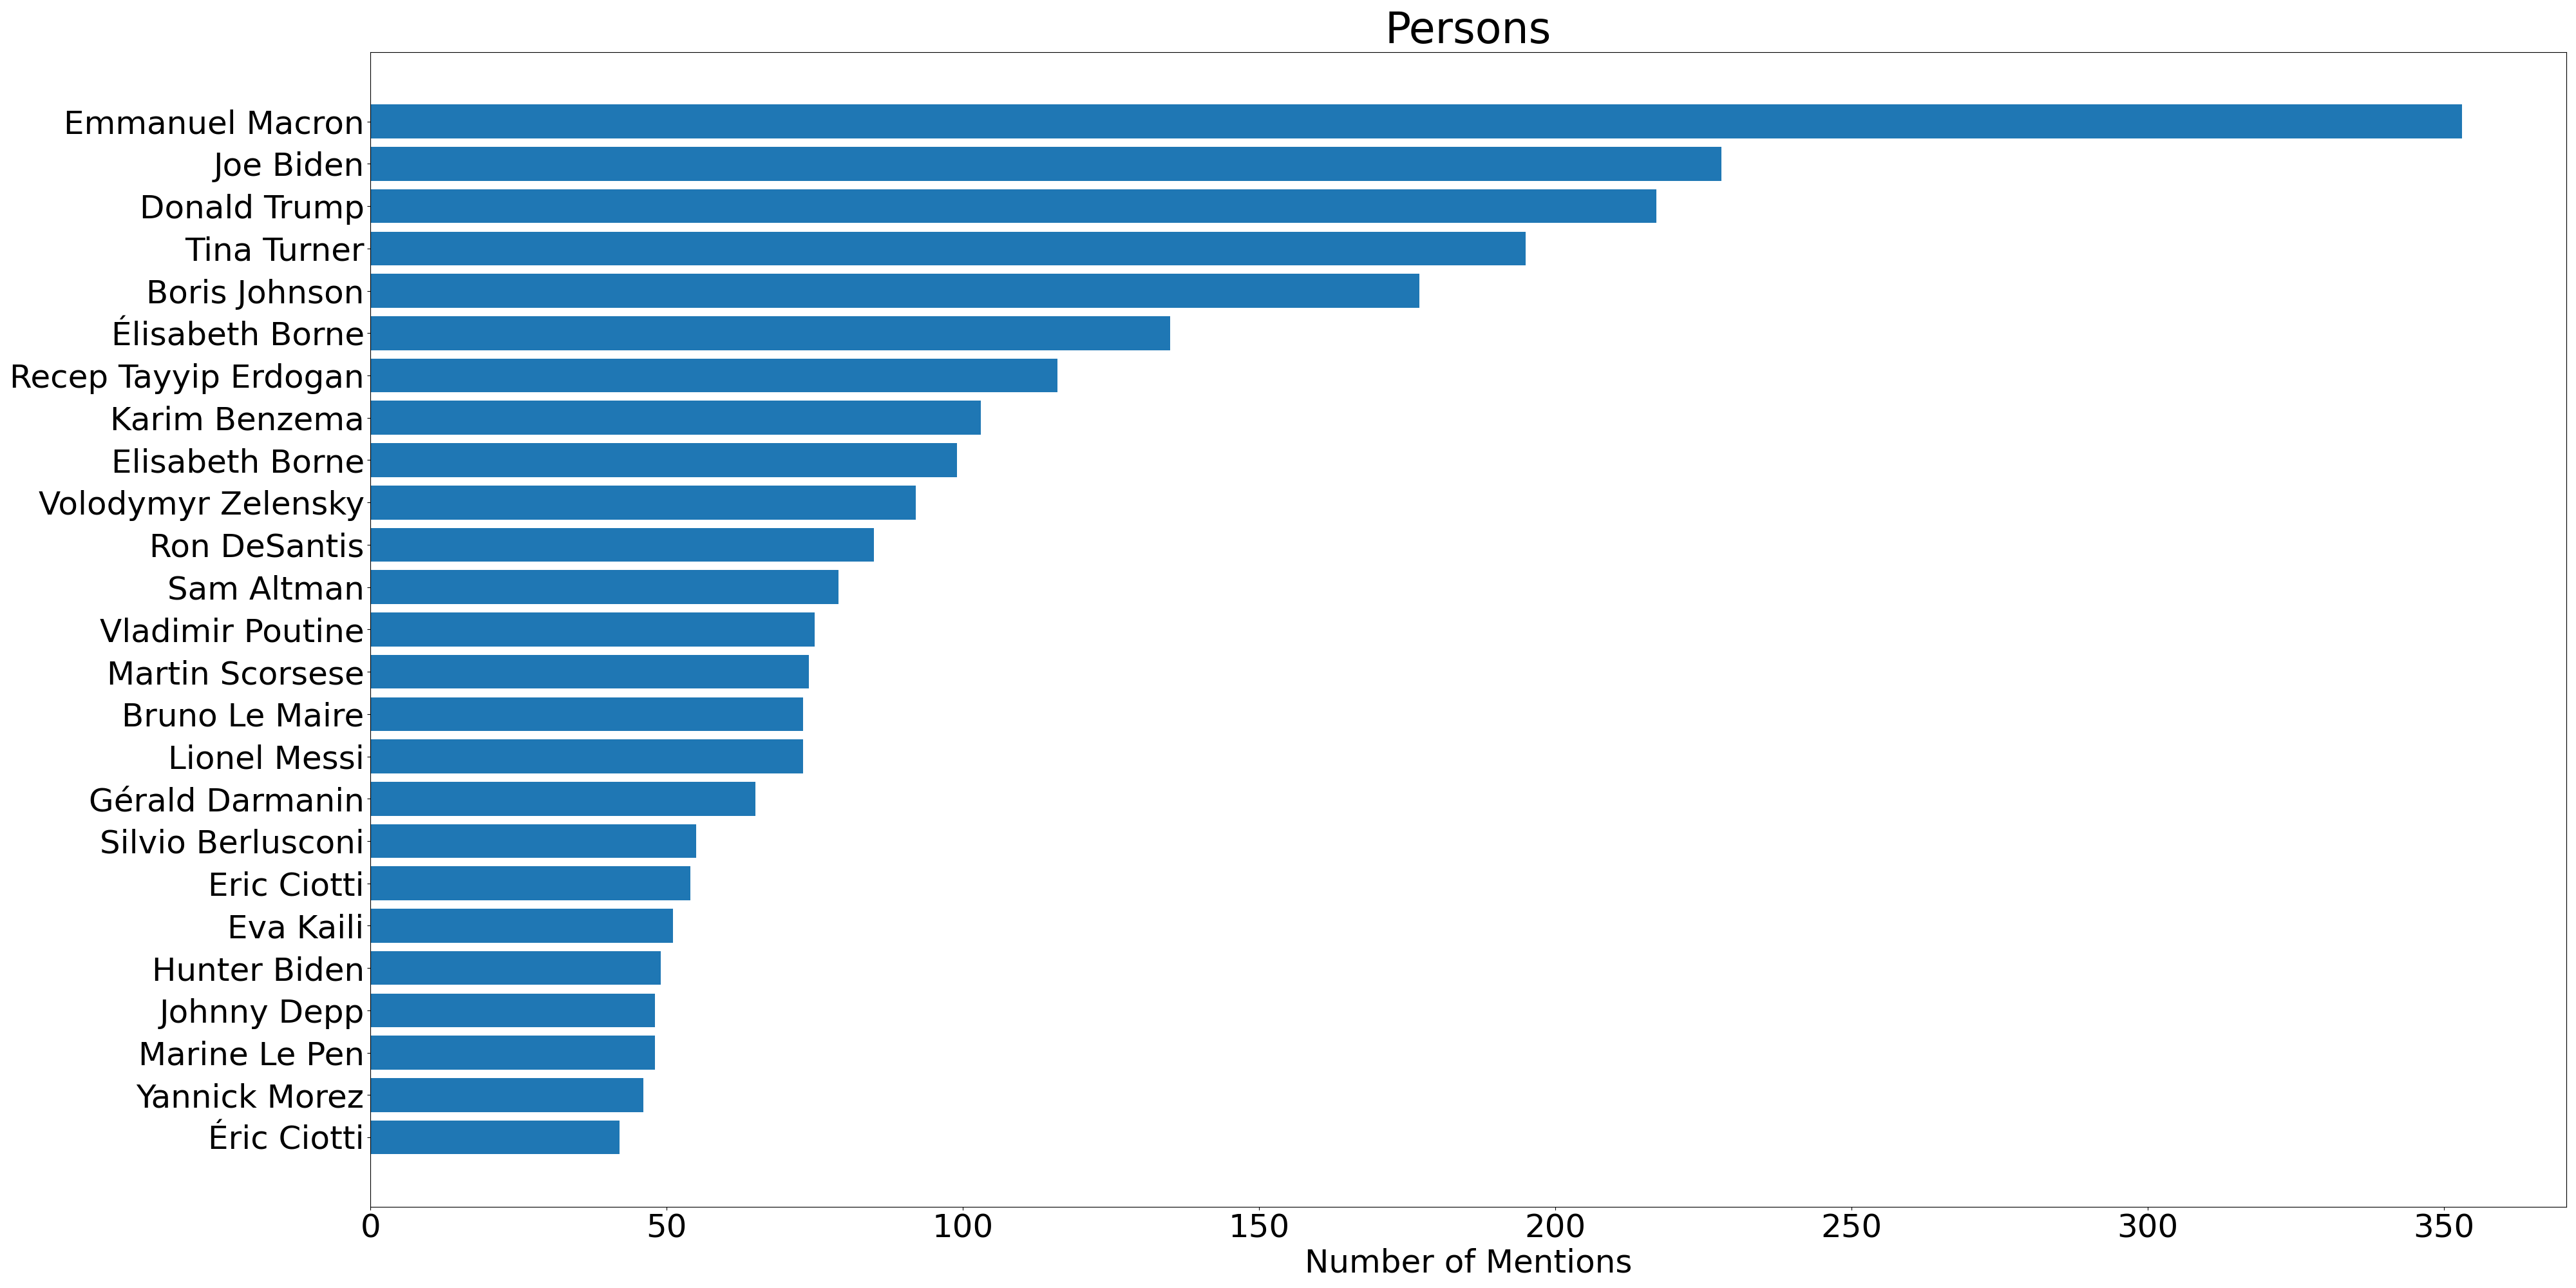 Persons
Emmanuel Macron
Joe Biden
Donald Trump
Tina Turner
Boris Johnson
Élisabeth Borne
Recep Tayyip Erdogan
Karim Benzema
Elisabeth Borne
Volodymyr Zelensky
Ron DeSantis
Sam Altman
Vladimir Poutine
Martin Scorsese
Bruno Le Maire
Lionel Messi
Gérald Darmanin
Silvio Berlusconi
Eric Ciotti
Eva Kaili
Hunter Biden
Johnny Depp
Marine Le Pen
Yannick Morez
Éric Ciotti
0 50 100 150 200 250 300 350
Number of Mentions